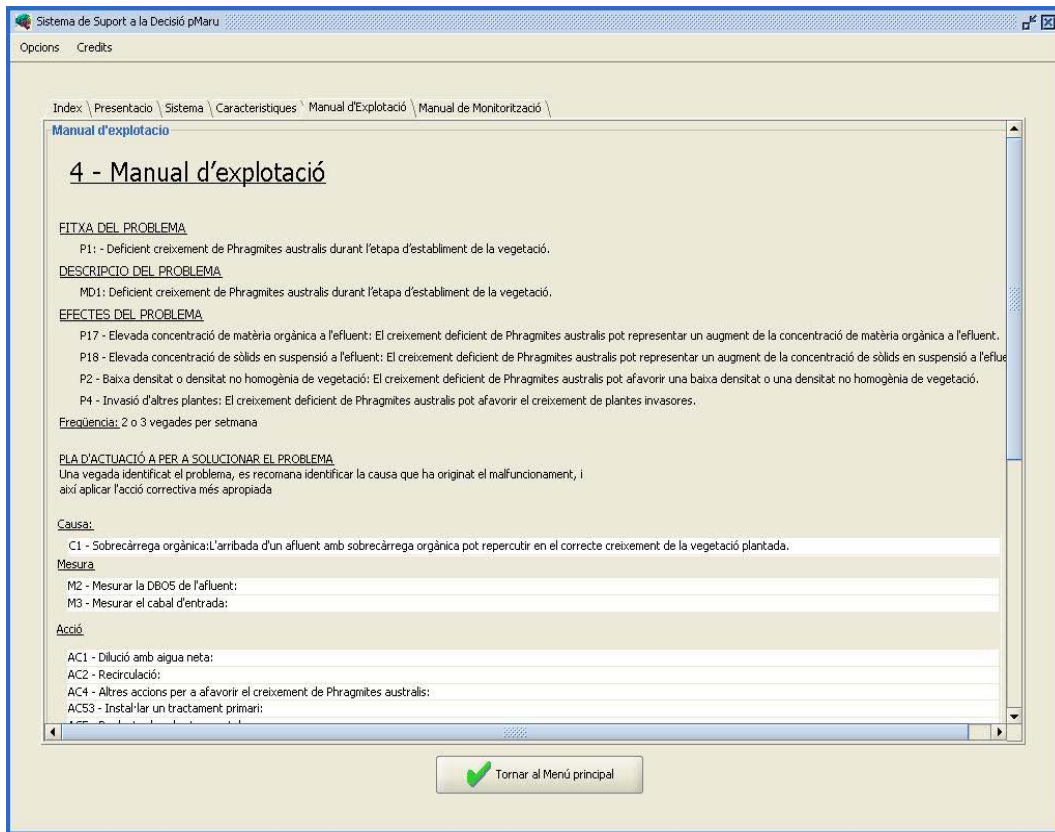 Sistema de Suport a la Decisió pMaru
Opcions Credits
Index \ Presentacio \ Sistema \ Caracteristiques \ Manual d'Explotació \ Manual de Monitorització \
Manual d'explotacio
4 - Manual d'explotació
FITXA DEL PROBLEMA
P1: - Deficient creixement de Phragmites australis durant l'etapa d'establiment de la vegetació.
DESCRIPCIO DEL PROBLEMA
MD1: Deficient creixement de Phragmites australis durant l'etapa d'establiment de la vegetació.
EFECTES DEL PROBLEMA
P17 - Elevada concentració de matèria orgànica a l'efluent: El creixement deficient de Phragmites australis pot representar un augment de la concentració de matèria orgànica a l'efluent.
P18 - Elevada concentració de sòlids en suspensió a l'efluent: El creixement deficient de Phragmites australis pot representar un augment de la concentració de sòlids en suspensió a l'eflue
P2 - Baixa densitat o densitat no homogènia de vegetació: El creixement deficient de Phragmites australis pot afavorir una baixa densitat o una densitat no homogènia de vegetació.
P4 - Invasió d'altres plantes: El creixement deficient de Phragmites australis pot afavorir el creixement de plantes invasores.
Freqüencia: 2 o 3 vegades per setmana
PLA D'ACTUACIÓ A PER A SOLUCIONAR EL PROBLEMA
Una vegada identificat el problema, es recomana identificar la causa que ha originat el malfuncionament, i
així aplicar l'acció correctiva més apropiada
Causa:
C1 - Sobrecàrrega orgànica:L'arribada d'un afluent amb sobrecàrrega orgànica pot repercutir en el correcte creixement de la vegetació plantada.
Mesura
M2 - Mesurar la DBO5 de l'afluent:
M3 - Mesurar el cabal d'entrada:
Acció
AC1 - Dilució amb aigua neta:
AC2 - Recirculació:
AC4 - Altres accions per a afavorir el creixement de Phragmites australis:
AC53 - Instal·lar un tractament primari:
Tornar al Menú principal